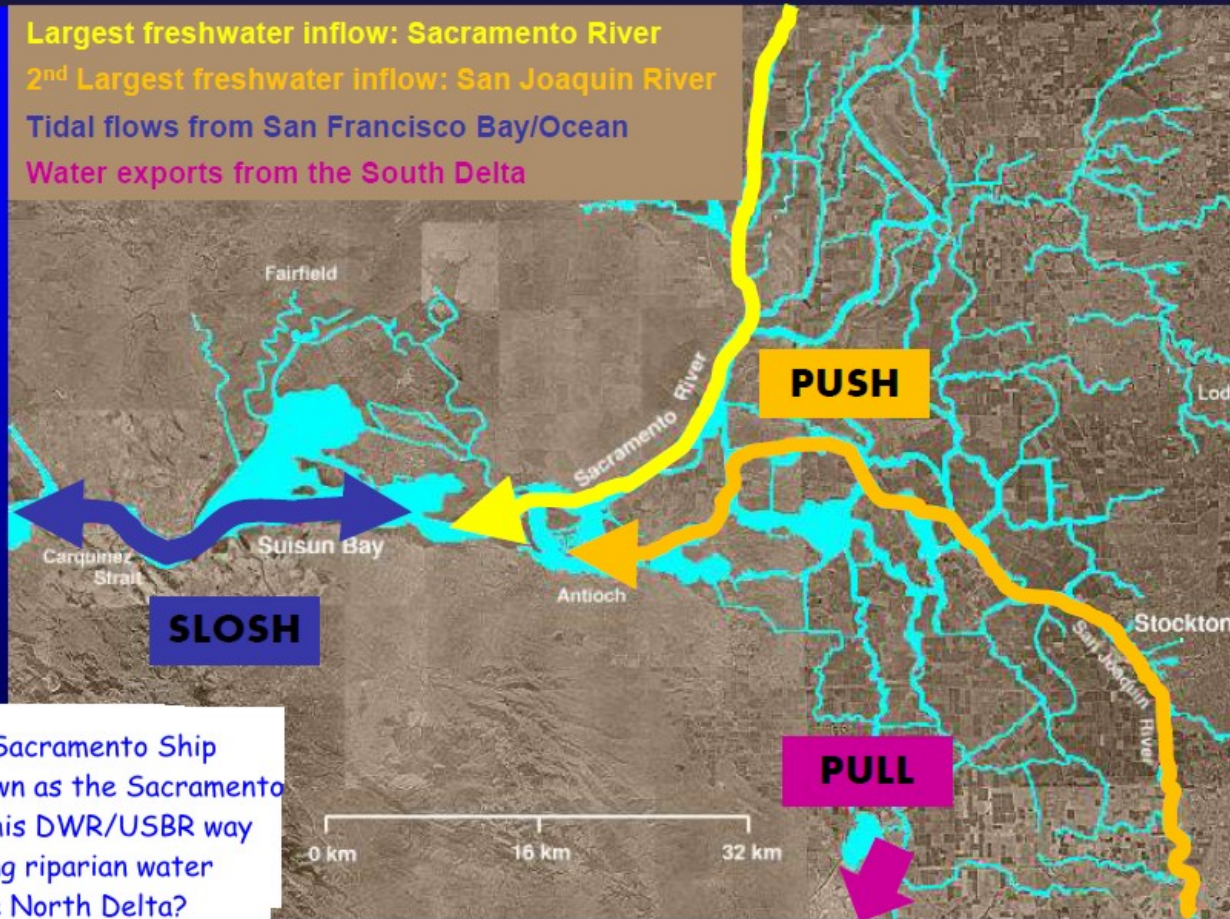 Largest freshwater inflow: Sacramento River
2nd Largest freshwater inflow: San Joaquin River
Tidal flows from San Francisco Bay/Ocean
Water exports from the South Delta
Fairfield
PUSH
Lod
Sacramento River
Carquinez
Strait
Suisun Bay
Antioch
SLOSH
Stockton
San Joaquin River
PULL
Sacramento Ship
wn as the Sacramento
his DWR/USBR way
g riparian water
e North Delta?
0 km
16 km
32 km